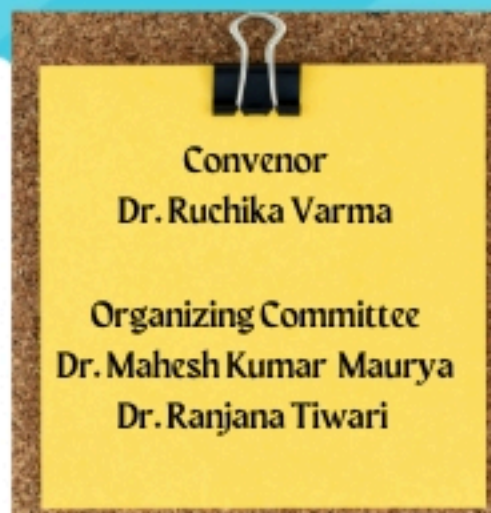 Convenor
Dr. Ruchika Varma
Organizing Committee
Dr. Mahesh Kumar Maurya
Dr. Ranjana Tiwari